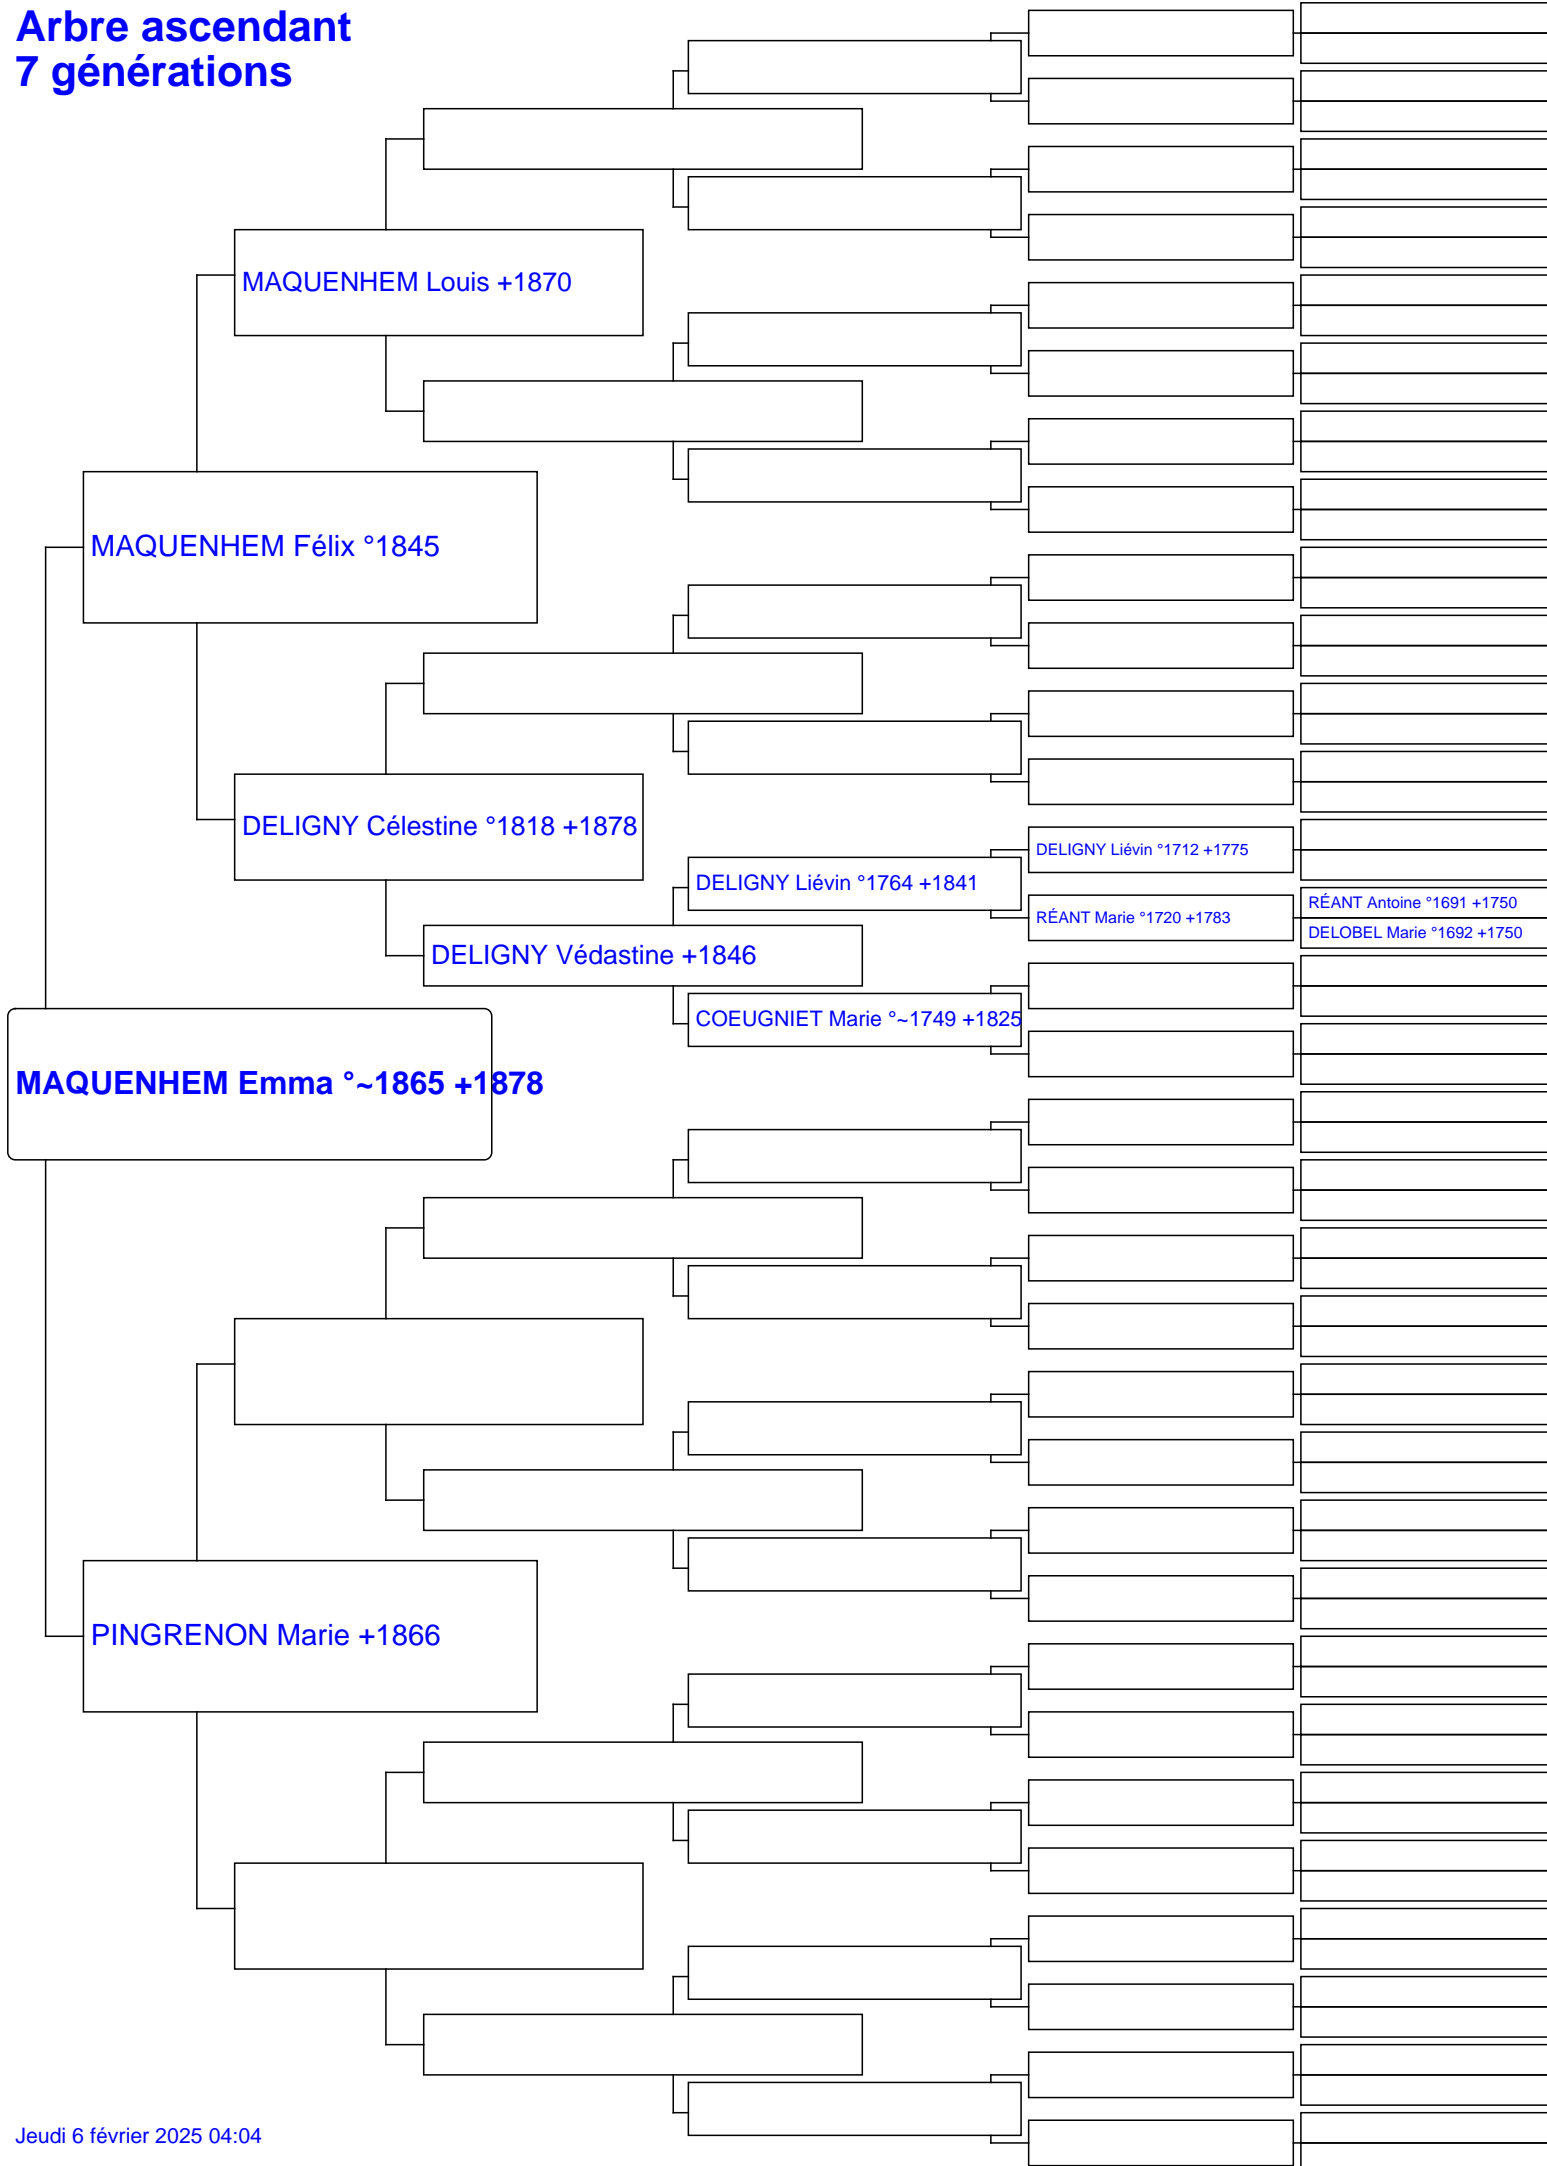 Arbre ascendant
7 générations
MAQUENHEM Louis +1870
MAQUENHEM Félix °1845
DELIGNY Célestine °1818 +1878
DELIGNY Liévin °1712 +1775
DELIGNY Liévin °1764 +1841
RÉANT Antoine °1691 +1750
RÉANT Marie °1720 +1783
DELOBEL Marie °1692 +1750
DELIGNY Védastine +1846
COEUGNIET Marie °~1749 +1825
MAQUENHEM Emma °~1865 +1878
PINGRENON Marie +1866
Jeudi 6 février 2025 04:04